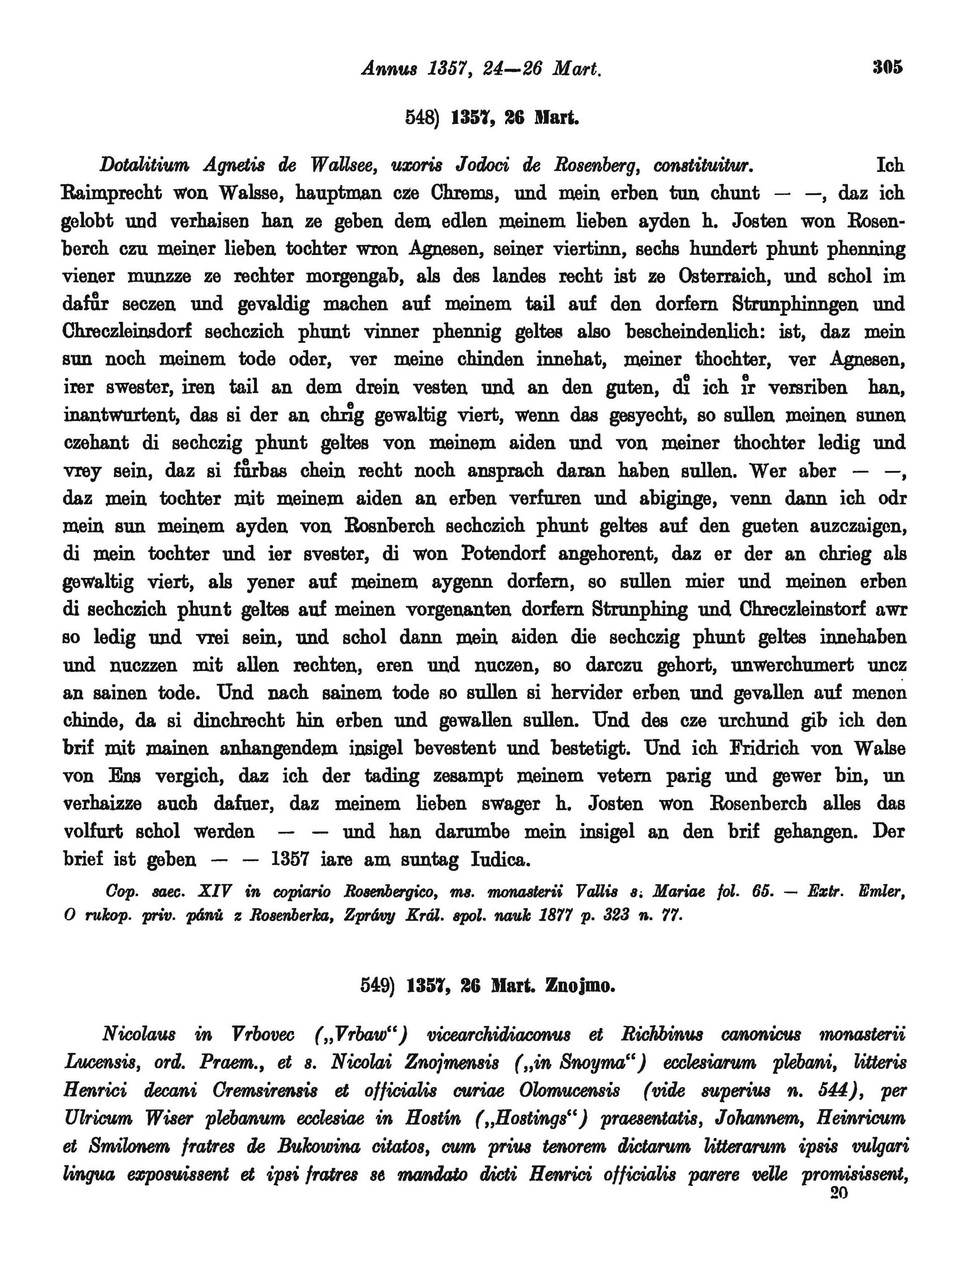 Annus 1357, 24—26 Mart. 305
548) 1357, 26 Mart.
Dotalitium Agnetis de Wallsee, uxoris Jodoci de Rosenberg, constituitur. Ich
Raimprecht won Walsse, hauptman cze Chrems, und mein erben tun chunt — —, daz ich
gelobt und verhaisen han ze geben dem edlen meinem lieben ayden h. Josten won Rosen-
berch czu meiner lieben tochter wron Agnesen, seiner viertinn, sechs hundert phunt phenning
viener munzze ze rechter morgengab, als des landes recht ist ze Osterraich, und schol im
dafůr seczen und gevaldig machen auf meinem tail auf den dorfern Strunphinngen und
Chreczleinsdorf sechczich phunt vinner phennig geltes also bescheindenlich: ist, daz mein
sun noch meinem tode oder, ver meine chinden innehat, meiner thochter, ver Agnesen,
irer swester, iren tail an dem drein vesten und an den guten, di̊ ich iͤr versriben han,
inantwurtent, das si der an chriͤg gewaltig viert, wenn das gesyecht, so sullen meinen sunen
czehant di sechczig phunt geltes von meinem aiden und von meiner thochter ledig und
vrey sein, daz si fůrbas chein recht noch ansprach daran haben sullen. Wer aber — —,
daz mein tochter mit meinem aiden an erben verfuren und abiginge, venn dann ich odr
mein sun meinem ayden von Rosnberch sechczich phunt geltes auf den gueten auzczaigen,
di mein tochter und ier svester, di won Potendorf angehorent, daz er der an chrieg als
gewaltig viert, als yener auf meinem aygenn dorfern, so sullen mier und meinen erben
di sechczich phunt geltes auf meinen vorgenanten dorfern Strunphing und Chreczleinstorf awr
so ledig und vrei sein, und schol dann mein aiden die sechczig phunt geltes innehaben
und nuczzen mit allen rechten, eren und nuczen, so darczu gehort, unwerchumert uncz
an sainen tode. Und nach sainem tode so sullen si hervider erben und gevallen auf menen
chinde, da si dinchrecht hin erben und gewallen sullen. Und des cze urchund gib ich den
brif mit mainen anhangendem insigel bevestent und bestetigt. Und ich Fridrich von Walse
von Ens vergich, daz ich der tading zesampt meinem vetern parig und gewer bin, un
verhaizze auch dafuer, daz meinem lieben swager h. Josten won Rosenberch alles das
volfurt schol werden — — und han darumbe mein insigel an den brif gehangen. Der
brief ist geben — — 1357 iare am suntag Iudica.
Cop. saec. XIV in copiario Rosenbergico, ms. monasterii Vallis s. Mariae fol. 65. — Extr. Emler,
O rukop. priv. pánů z Rosenberka, Zprávy Král. spol. nauk 1877 p. 323 n. 77.
549) 1357, 26 Mart. Znojmo.
Nicolaus in Vrbovec („Vrbaw“) vicearchidiaconus et Richbinus canonicus monasterii
Lucensis, ord. Praem., et s. Nicolai Znojmensis („in Snoyma“) ecclesiarum plebani, litteris
Henrici decani Cremsirensis et officialis curiae Olomucensis (vide superius n. 544), per
Ulricum Wiser plebanum ecclesiae in Hostín („Hostings“) praesentatis, Johannem, Heinricum
et Smilonem fratres de Bukowina citatos, cum prius tenorem dictarum litterarum ipsis vulgari
lingua exposuissent et ipsi fratres se mandato dicti Henrici officialis parere velle promisissent,
20